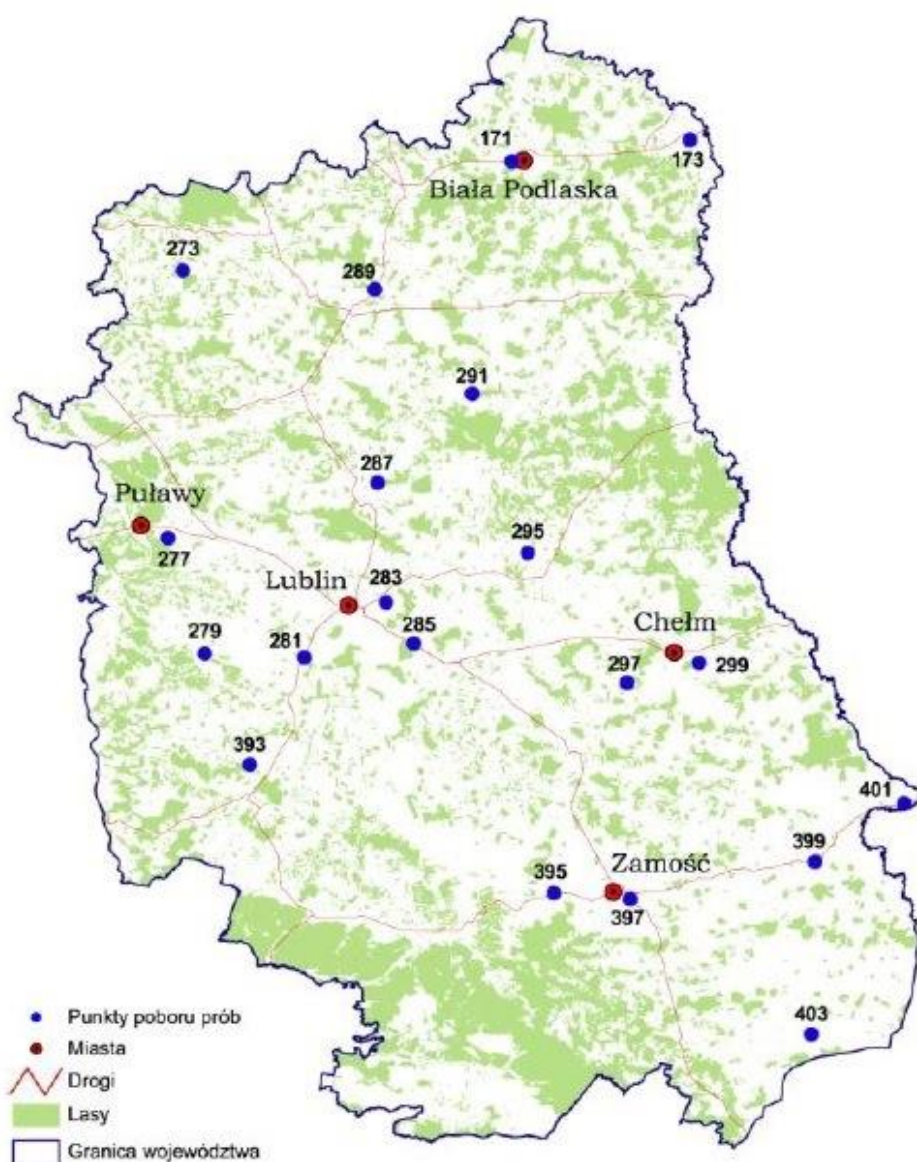 171
173
Biała Podlaska
273
289
291
287
Puławy
277
295
Lublin
283
285
281
279
Chełm
297
299
393
401
399
Zamość
395
397
403
Punkty poboru prób
Miasta
Drogi
Lasy
Granica województwa